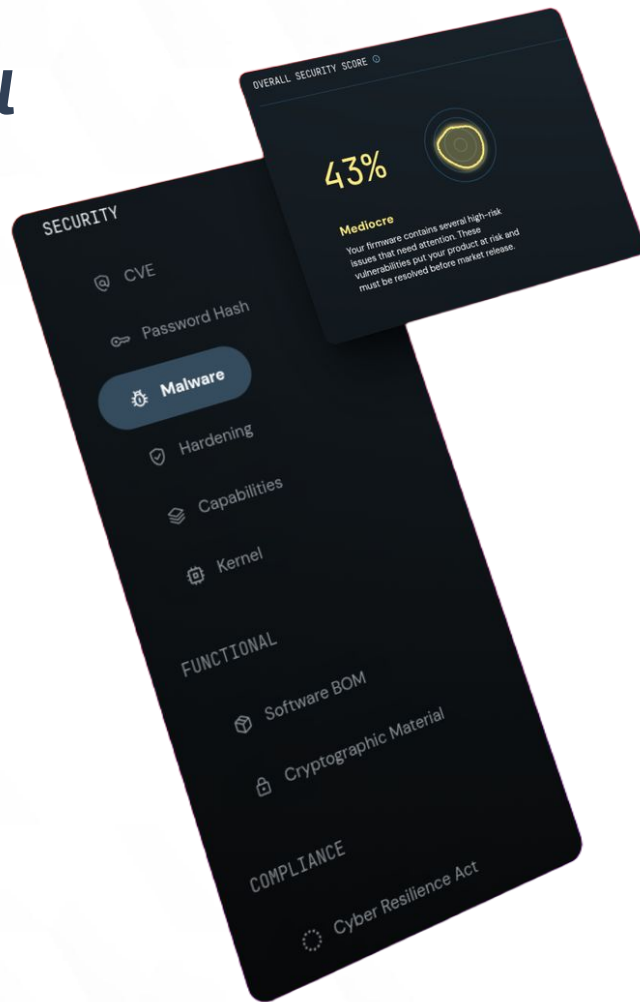 OVERALL SECURITY SCORE
43%
Mediocre
Your firmware contains several high-risk
issues that need attention. These
vulnerabilities put your product at risk and
must be resolved before market release.
SECURITY
CVE
Password Hash
Malware
Hardening
Capabilities
Kernel
FUNCTIONAL
Software BOM
Cryptographic Material
COMPLIANCE
Cyber Resilience Act